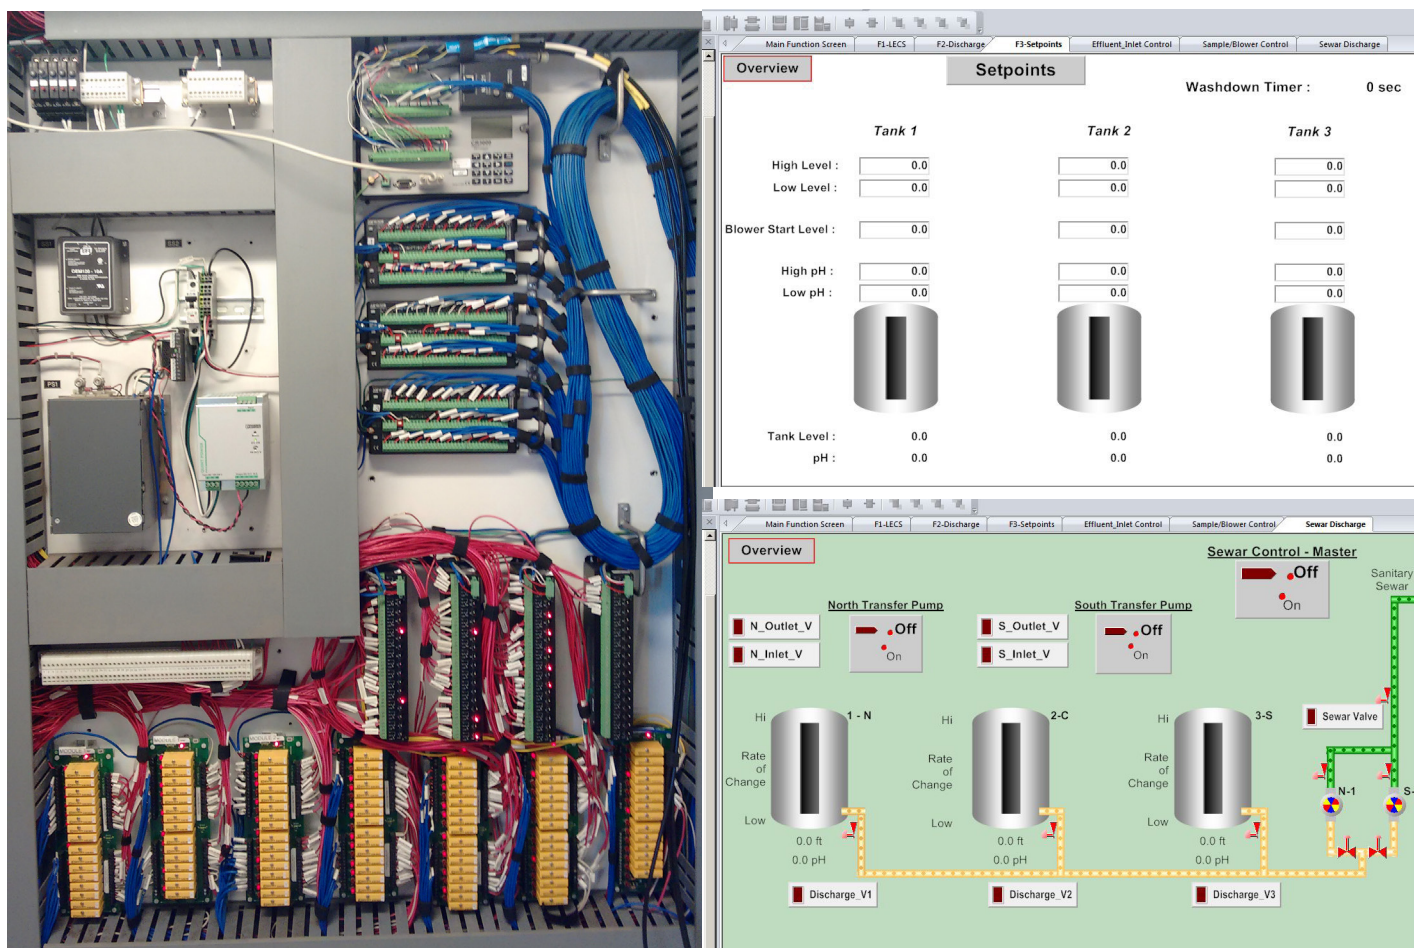 PS1
Main Function Screen F1-LECS F2-Discharge F3-Setpoints Effluent_Inlet Control Sample/Blower Control Sewar Discharge
Overview
Setpoints
Washdown Timer : 0 sec
Tank 1 Tank 2 Tank 3
High Level : 0.0 0.0 0.0
Low Level : 0.0 0.0 0.0
Blower Start Level : 0.0 0.0 0.0
High pH : 0.0 0.0 0.0
Low pH : 0.0 0.0 0.0
Tank Level : 0.0 0.0 0.0
pH : 0.0 0.0 0.0
Main Function Screen F1-LECS F2-Discharge F3-Setpoints Effluent_Inlet Control Sample/Blower Control Sewar Discharge
Overview
Sewar Control - Master
Off
On
Sanitary
Sewar
North Transfer Pump
N_Outlet_V
N_Inlet_V
Off
On
South Transfer Pump
S_Outlet_V
S_Inlet_V
Off
On
1 - N
Hi
Rate
of
Change
Low
0.0 ft
0.0 pH
Discharge_V1
2-C
Hi
Rate
of
Change
Low
0.0 ft
0.0 pH
Discharge_V2
3-S
Hi
Rate
of
Change
Low
0.0 ft
0.0 pH
Discharge_V3
Sewar Valve
N-1
S-